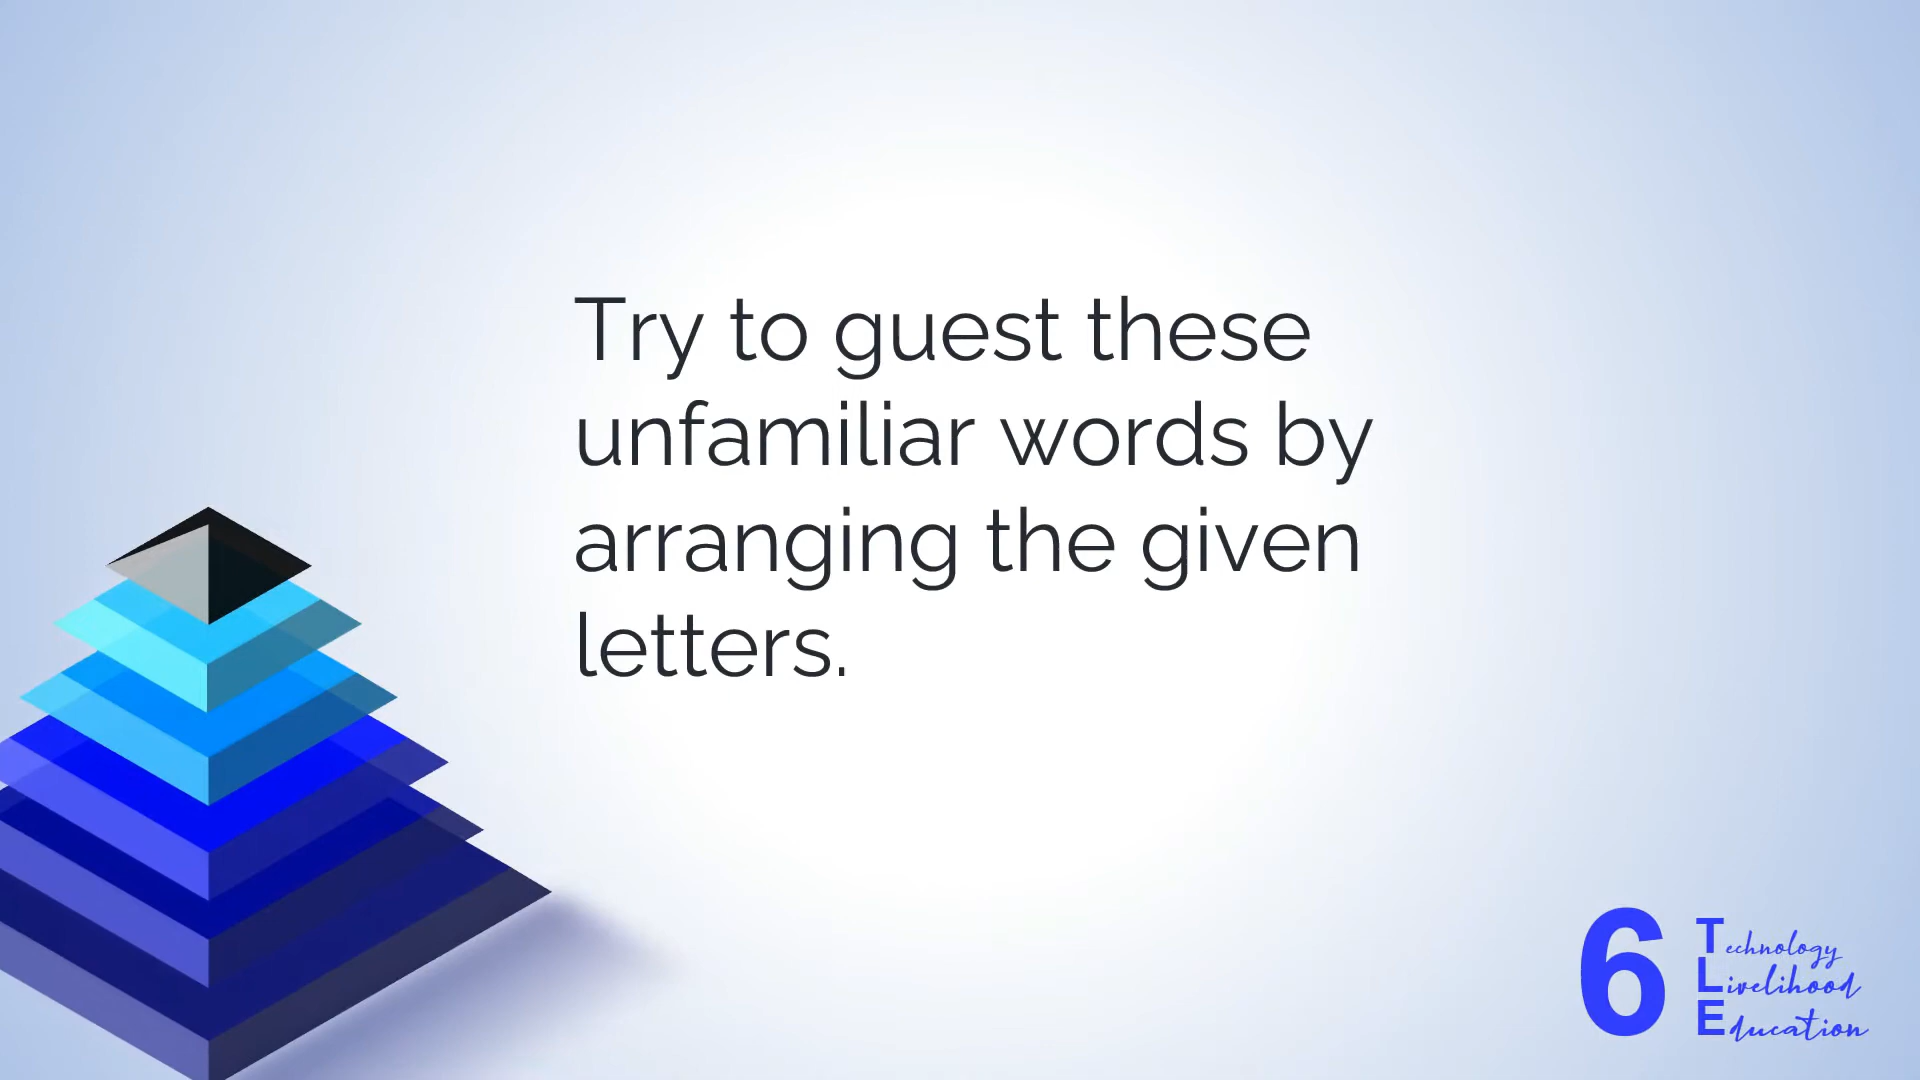 Try to guest these
unfamiliar words by
arranging the given
letters.
6
Technology
Livelihood
Education